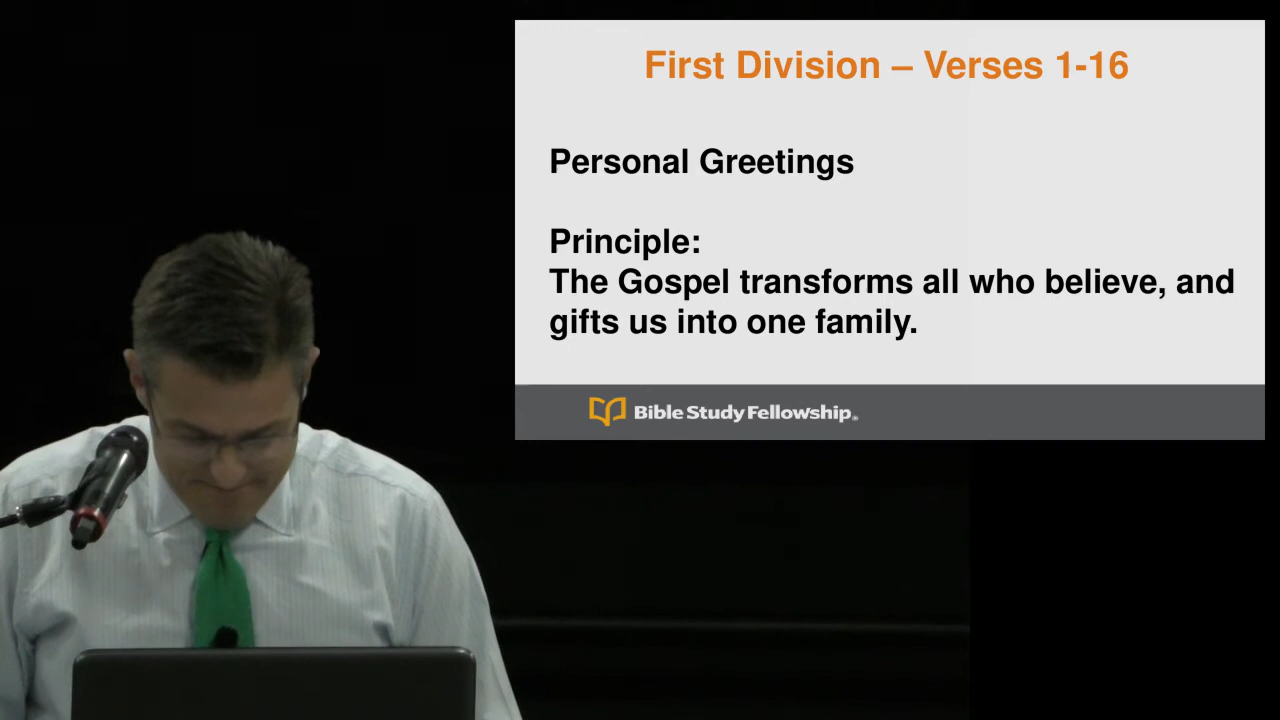 First Division – Verses 1-16
Personal Greetings
Principle:
The Gospel transforms all who believe, and
gifts us into one family.
Bible Study Fellowship®